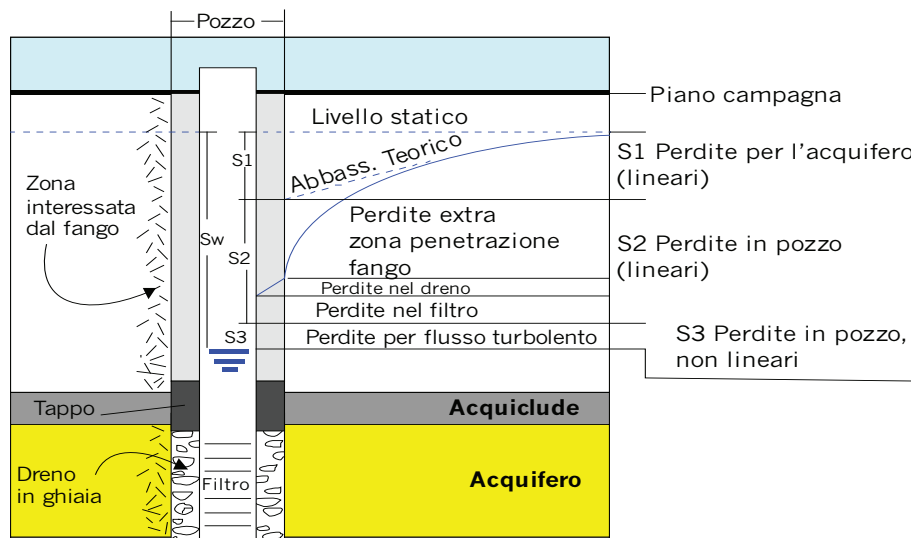 Pozzo
Piano campagna
Livello statico
S1
Abbass. Teorico
S1 Perdite per l'acquifero
(lineari)
Zona
interessata
dal fango
Sw
S2
Perdite extra
zona penetrazione
fango
S2 Perdite in pozzo
(lineari)
Perdite nel dreno
Perdite nel filtro
S3
Perdite per flusso turbolento
S3 Perdite in pozzo,
non lineari
Tappo
Acquiclude
Dreno
in ghiaia
Filtro
Acquifero